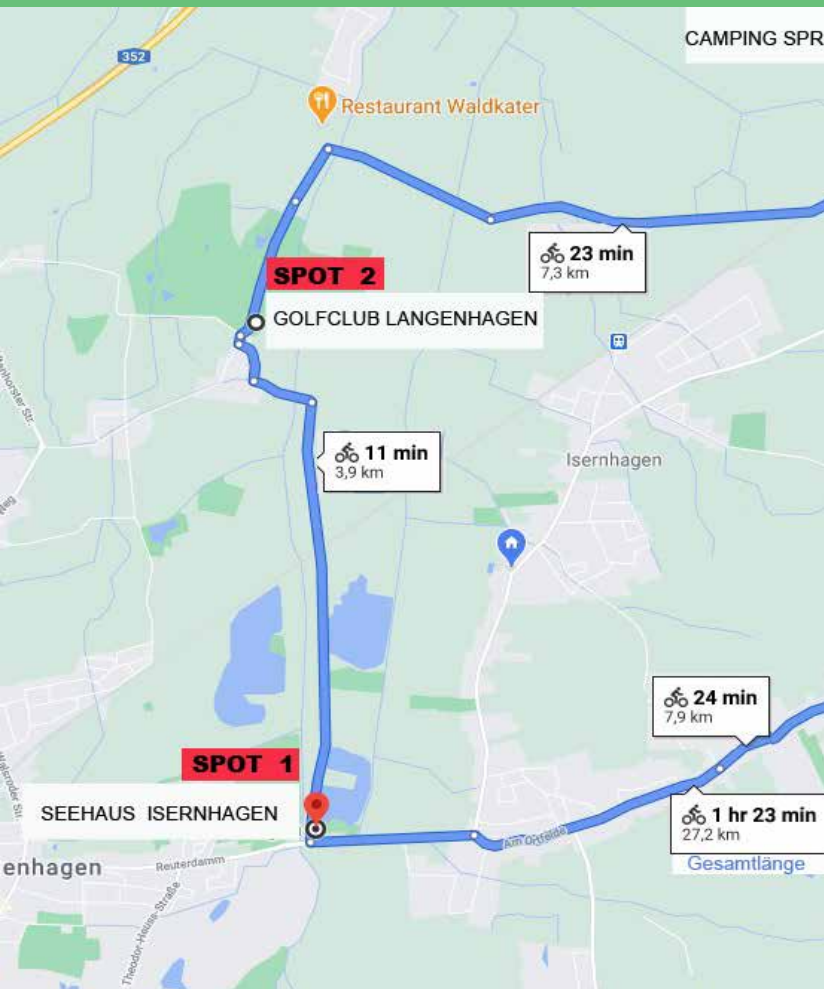 CAMPING SPR
352
Restaurant Waldkater
23 min
7,3 km
SPOT 2
GOLFCLUB LANGENHAGEN
11 min
3,9 km
Isernhagen
24 min
7,9 km
SPOT 1
SEEHAUS ISERNHAGEN
1 hr 23 min
27,2 km
Gesamtlänge
Am Ortfelde
enhagen
Reuterdamm
Theodor-Heuss-Straße
Walsroder Str.